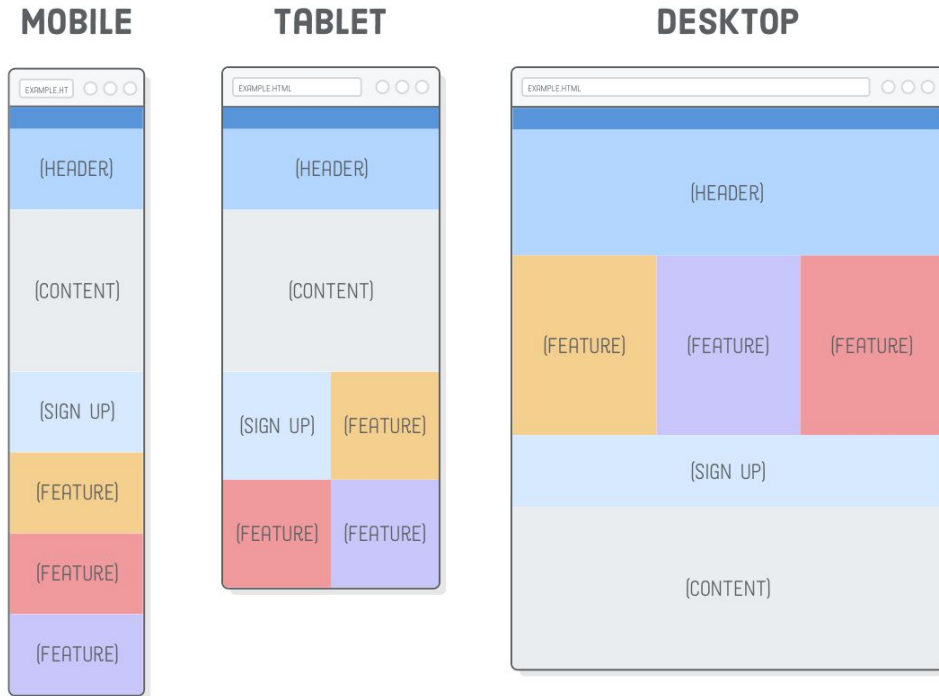 MOBILE
TABLET
DESKTOP
EXAMPLE.HT
(HEADER)
(CONTENT)
(SIGN UP)
(FEATURE)
(FEATURE)
(FEATURE)
EXAMPLE.HTML
(HEADER)
(CONTENT)
(SIGN UP) (FEATURE)
(FEATURE) (FEATURE)
EXAMPLE.HTML
(HEADER)
(FEATURE) (FEATURE) (FEATURE)
(SIGN UP)
(CONTENT)